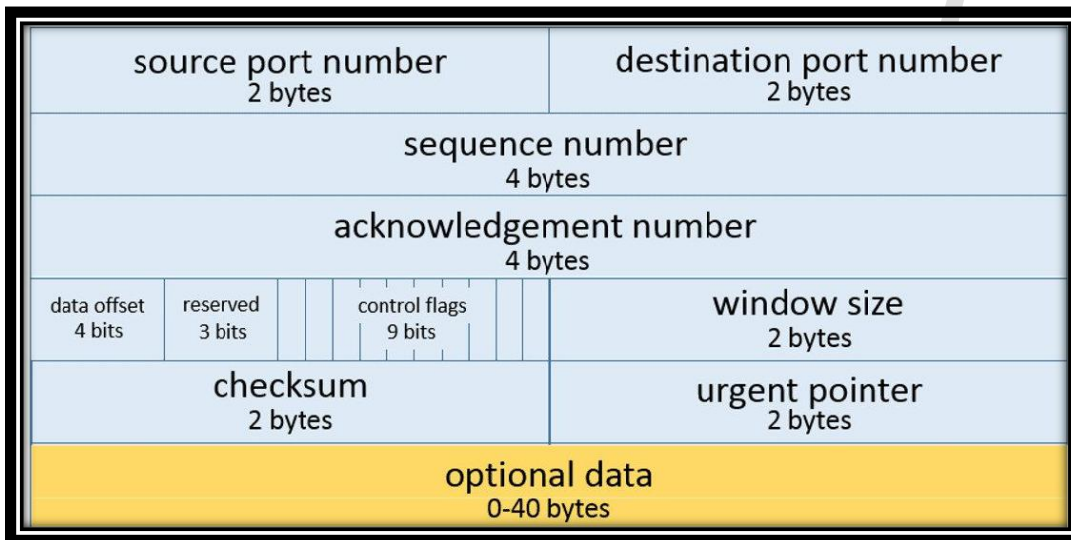 source port number
2 bytes
destination port number
2 bytes
sequence number
4 bytes
acknowledgement number
4 bytes
data offset
4 bits
reserved
3 bits
control flags
9 bits
window size
2 bytes
checksum
2 bytes
urgent pointer
2 bytes
optional data
0-40 bytes